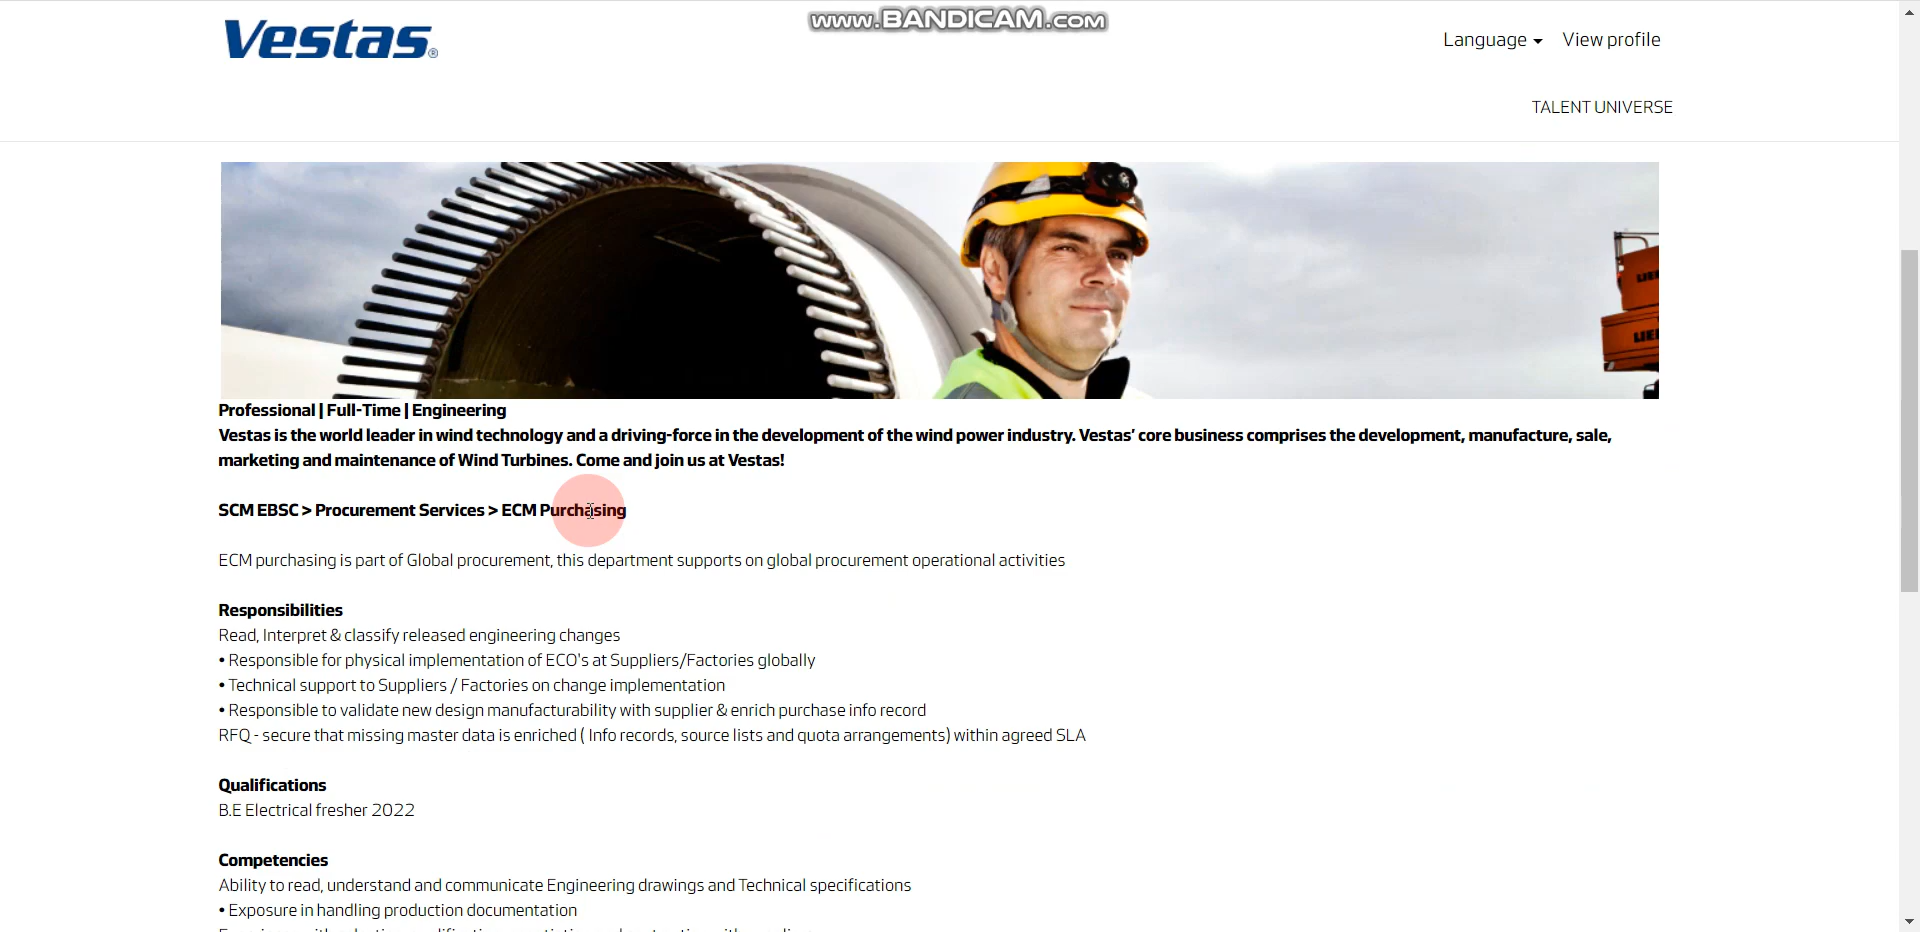 www.BANDICAM.com
Vestas®
Language View profile
TALENT UNIVERSE
Professional | Full-Time | Engineering
Vestas is the world leader in wind technology and a driving-force in the development of the wind power industry. Vestas' core business comprises the development, manufacture, sale,
marketing and maintenance of Wind Turbines. Come and join us at Vestas!
SCM EBSC > Procurement Services > ECM Purchasing
ECM purchasing is part of Global procurement, this department supports on global procurement operational activities
Responsibilities
Read, Interpret & classify released engineering changes
• Responsible for physical implementation of ECO's at Suppliers/Factories globally
• Technical support to Suppliers / Factories on change implementation
• Responsible to validate new design manufacturability with supplier & enrich purchase info record
RFQ - secure that missing master data is enriched ( Info records, source lists and quota arrangements) within agreed SLA
Qualifications
B.E Electrical fresher 2022
Competencies
Ability to read, understand and communicate Engineering drawings and Technical specifications
• Exposure in handling production documentation